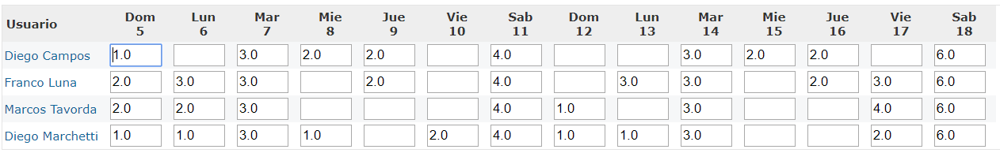 Usuario Dom 5 Lun 6 Mar 7 Mie 8 Jue 9 Vie 10 Sab 11 Dom 12 Lun 13 Mar 14 Mie 15 Jue 16 Vie 17 Sab 18
Diego Campos 1.0 3.0 2.0 2.0 4.0 3.0 2.0 2.0 6.0
Franco Luna 2.0 3.0 3.0 2.0 4.0 3.0 3.0 2.0 3.0 6.0
Marcos Tavorda 2.0 2.0 3.0 4.0 1.0 3.0 4.0 6.0
Diego Marchetti 1.0 1.0 3.0 1.0 2.0 4.0 1.0 1.0 3.0 2.0 6.0